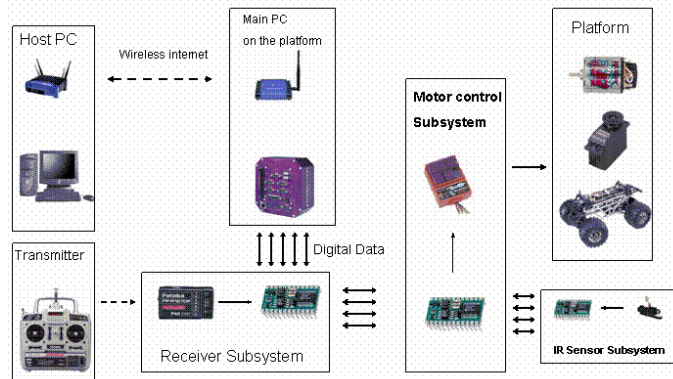 Host PC
Wireless internet
Main PC
on the platform
Motor control
Subsystem
Platform
Digital Data
Transmitter
Futaba
Receiver Subsystem
IR Sensor Subsystem